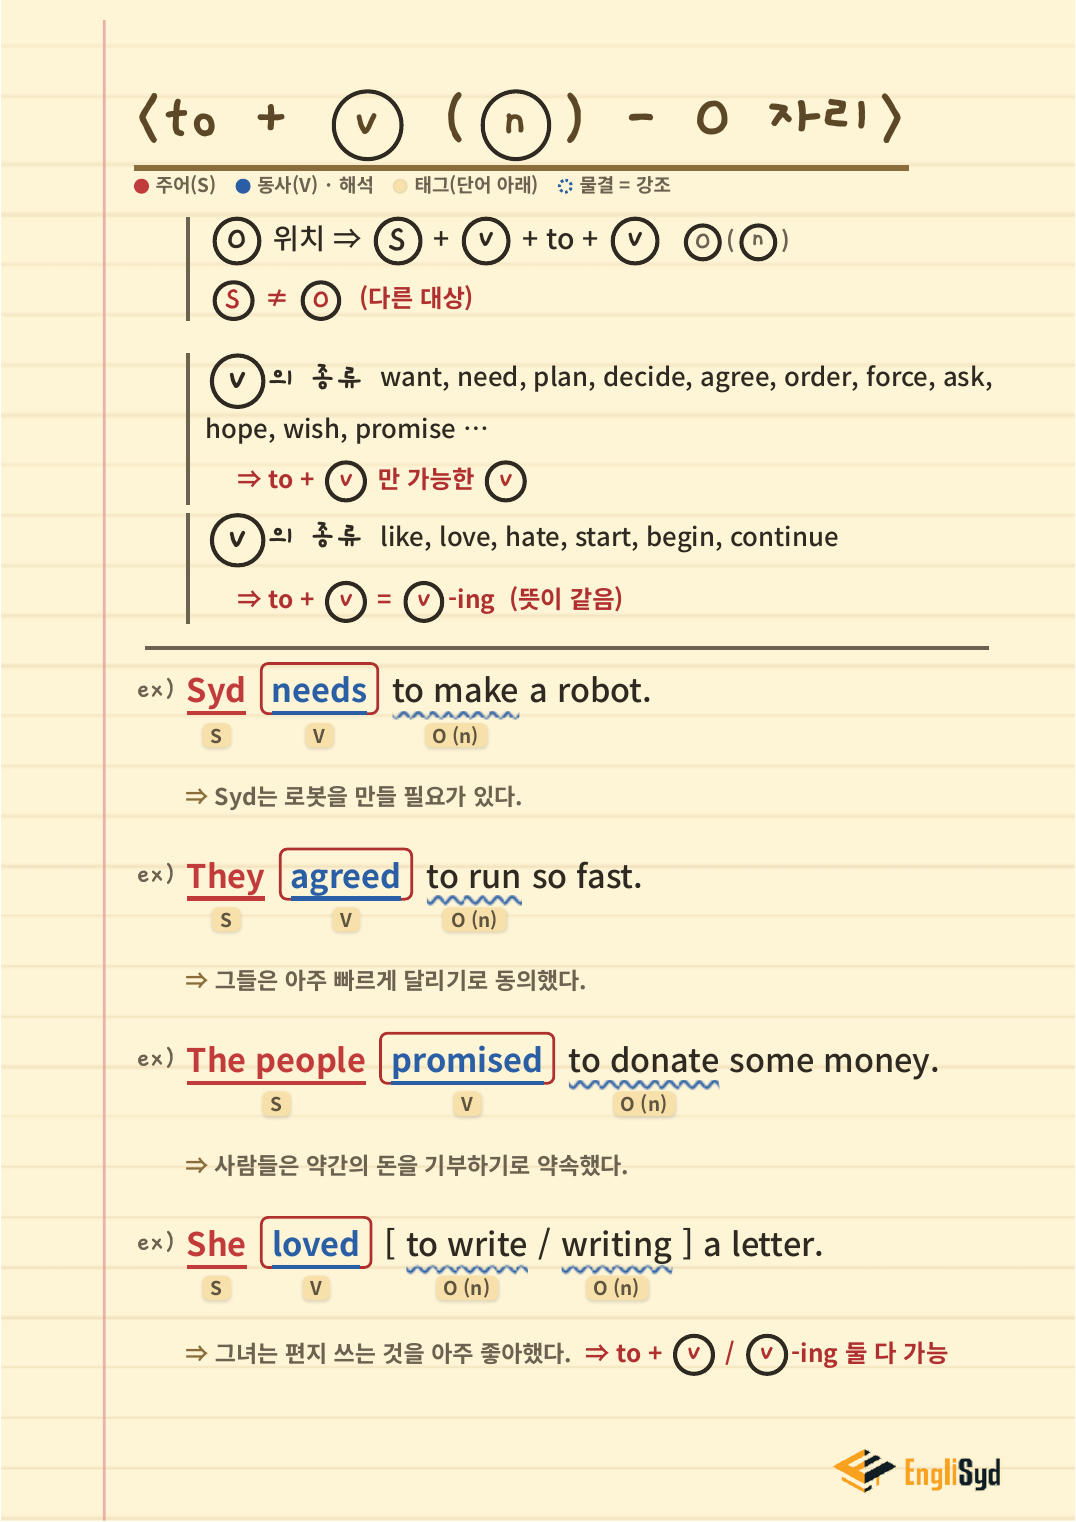 <to + v (n) - O 자리>
주어(S) 동사(V) · 해석 태그(단어 아래) 물결 = 강조
O 위치 ⇒ S + v + to + v O(n)
S ≠ O (다른 대상)
v의 종류 want, need, plan, decide, agree, order, force, ask,
hope, wish, promise ···
⇒ to + v 만 가능한 v
v의 종류 like, love, hate, start, begin, continue
⇒ to + v = v-ing (뜻이 같음)
ex) Syd needs to make a robot.
S V O (n)
⇒ Syd는 로봇을 만들 필요가 있다.
ex) They agreed to run so fast.
S V O (n)
⇒ 그들은 아주 빠르게 달리기로 동의했다.
ex) The people promised to donate some money.
S V O (n)
⇒ 사람들은 약간의 돈을 기부하기로 약속했다.
ex) She loved [ to write / writing ] a letter.
S V O (n) O (n)
⇒ 그녀는 편지 쓰는 것을 아주 좋아했다. ⇒ to + v / v-ing 둘 다 가능
EngliSyd